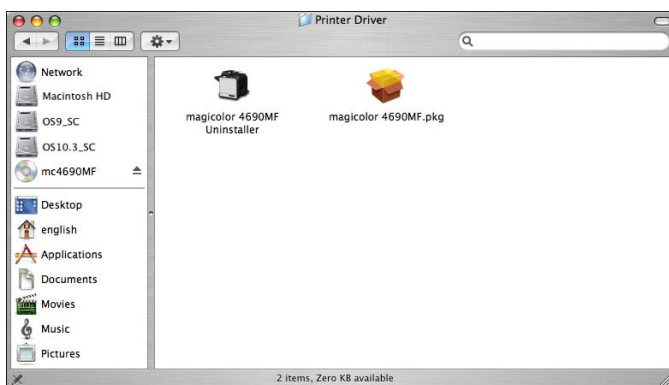 Printer Driver
Network
Macintosh HD
OS9_SC
OS10.3_SC
mc4690MF
Desktop
english
Applications
Documents
Movies
Music
Pictures
magicolor 4690MF
Uninstaller
magicolor 4690MF.pkg
2 items, Zero KB available